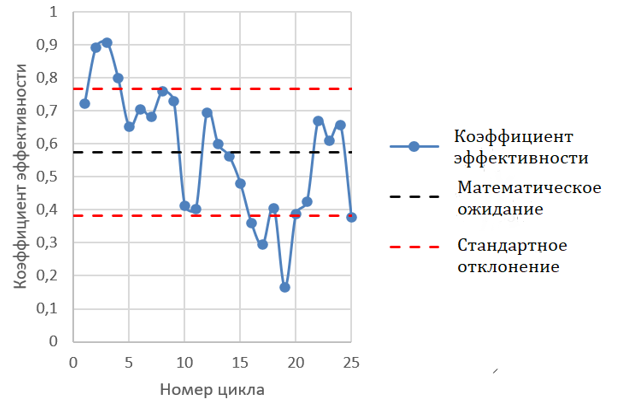 Коэффициент эффективности
1
0,9
0,8
0,7
0,6
0,5
0,4
0,3
0,2
0,1
0
0 5 10 15 20 25
Номер цикла
Коэффициент
эффективности
Математическое
ожидание
Стандартное
отклонение